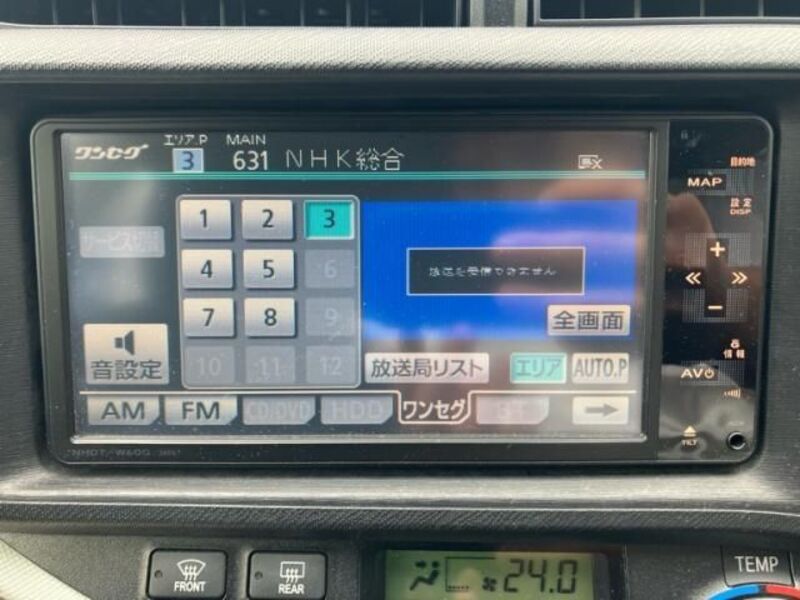 ワンセグ エリア.P 3 MAIN 631 NHK総合
目的地
MAP
設定
DISP
1 2 3
サービス切替
4 5 6
放送を受信できません
7 8 9
全画面
音設定
10 11 12
放送局リスト エリア AUTO.P
情報
AV
AM FM CD/DVD HDD ワンセグ →
TILT
NHDT-W60G
FRONT
REAR
24.0
TEMP